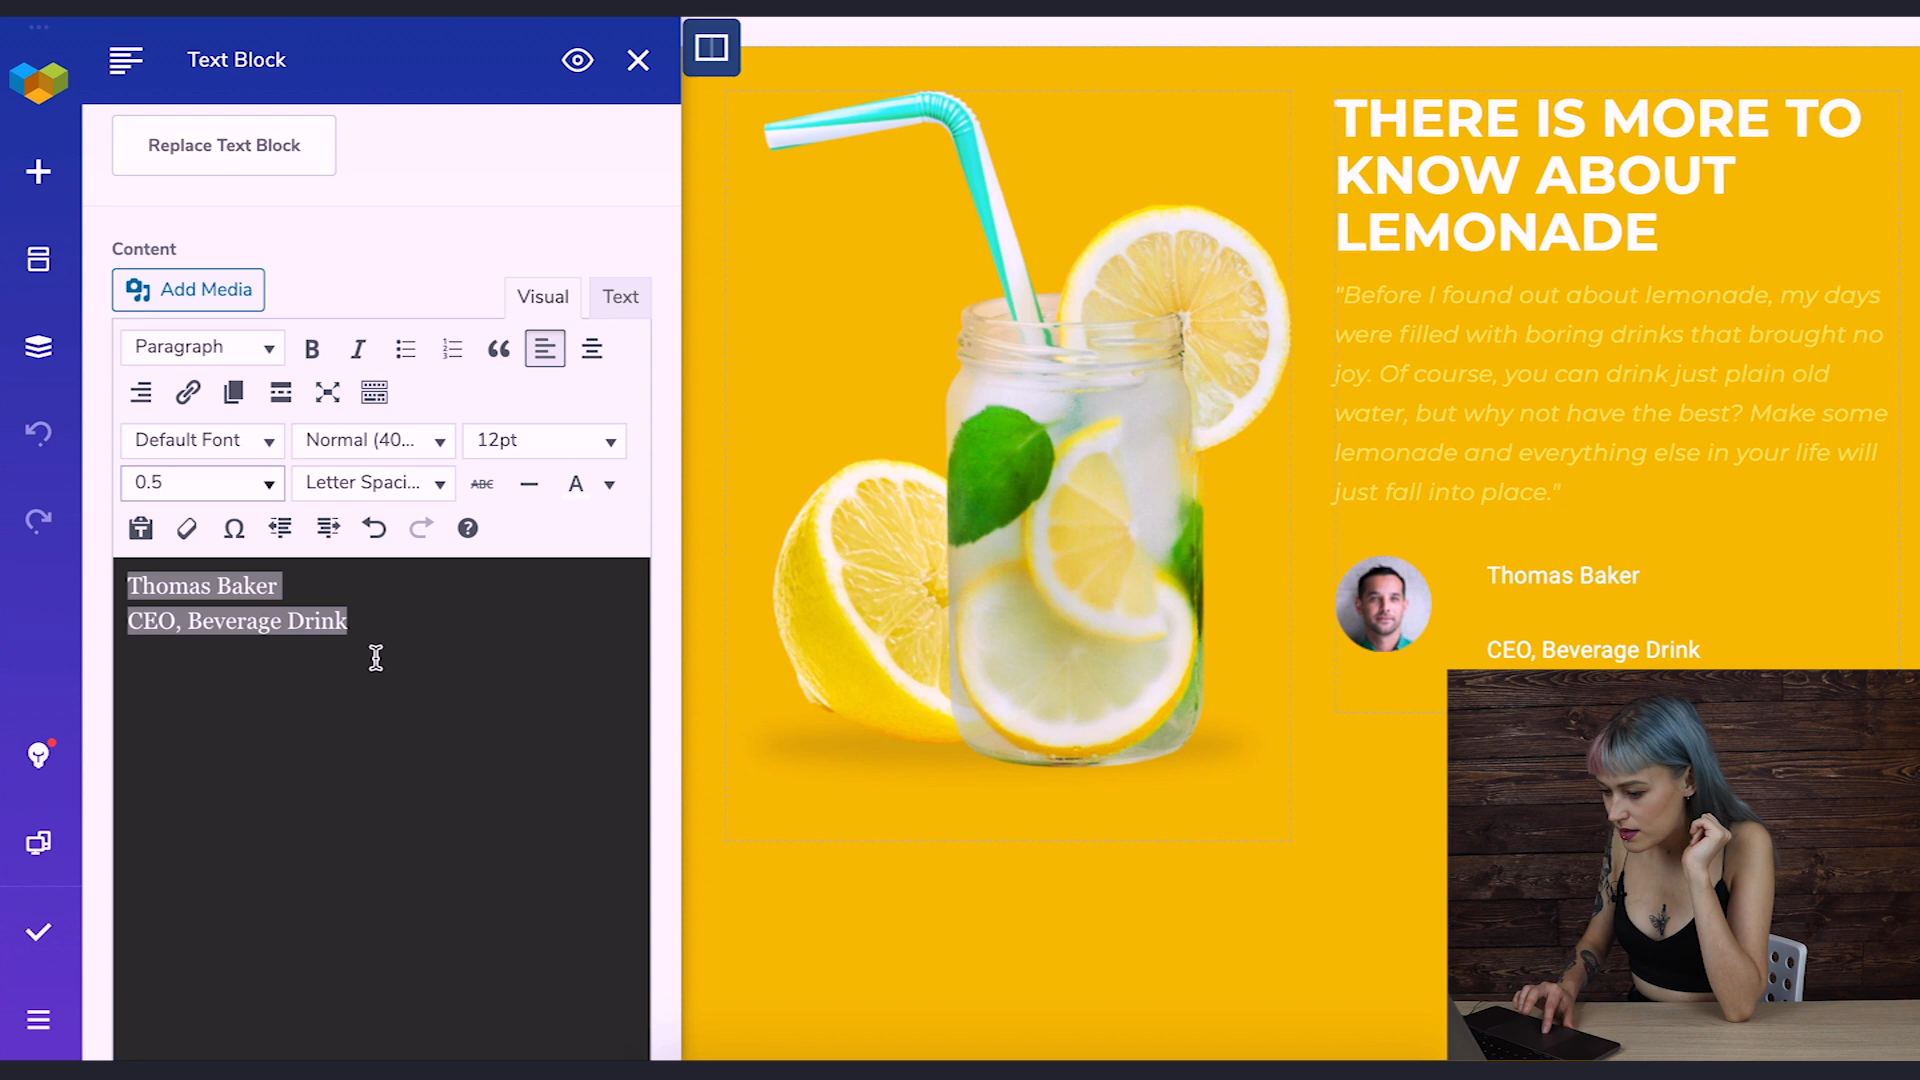 Text Block
Replace Text Block
Content
Add Media
Visual
Text
Paragraph
B
I
Default Font
Normal (40...
12pt
0.5
Letter Spaci...
ABC
A
Thomas Baker
CEO, Beverage Drink
THERE IS MORE TO
KNOW ABOUT
LEMONADE
"Before I found out about lemonade, my days
were filled with boring drinks that brought no
joy. Of course, you can drink just plain old
water, but why not have the best? Make some
lemonade and everything else in your life will
just fall into place."
Thomas Baker
CEO, Beverage Drink